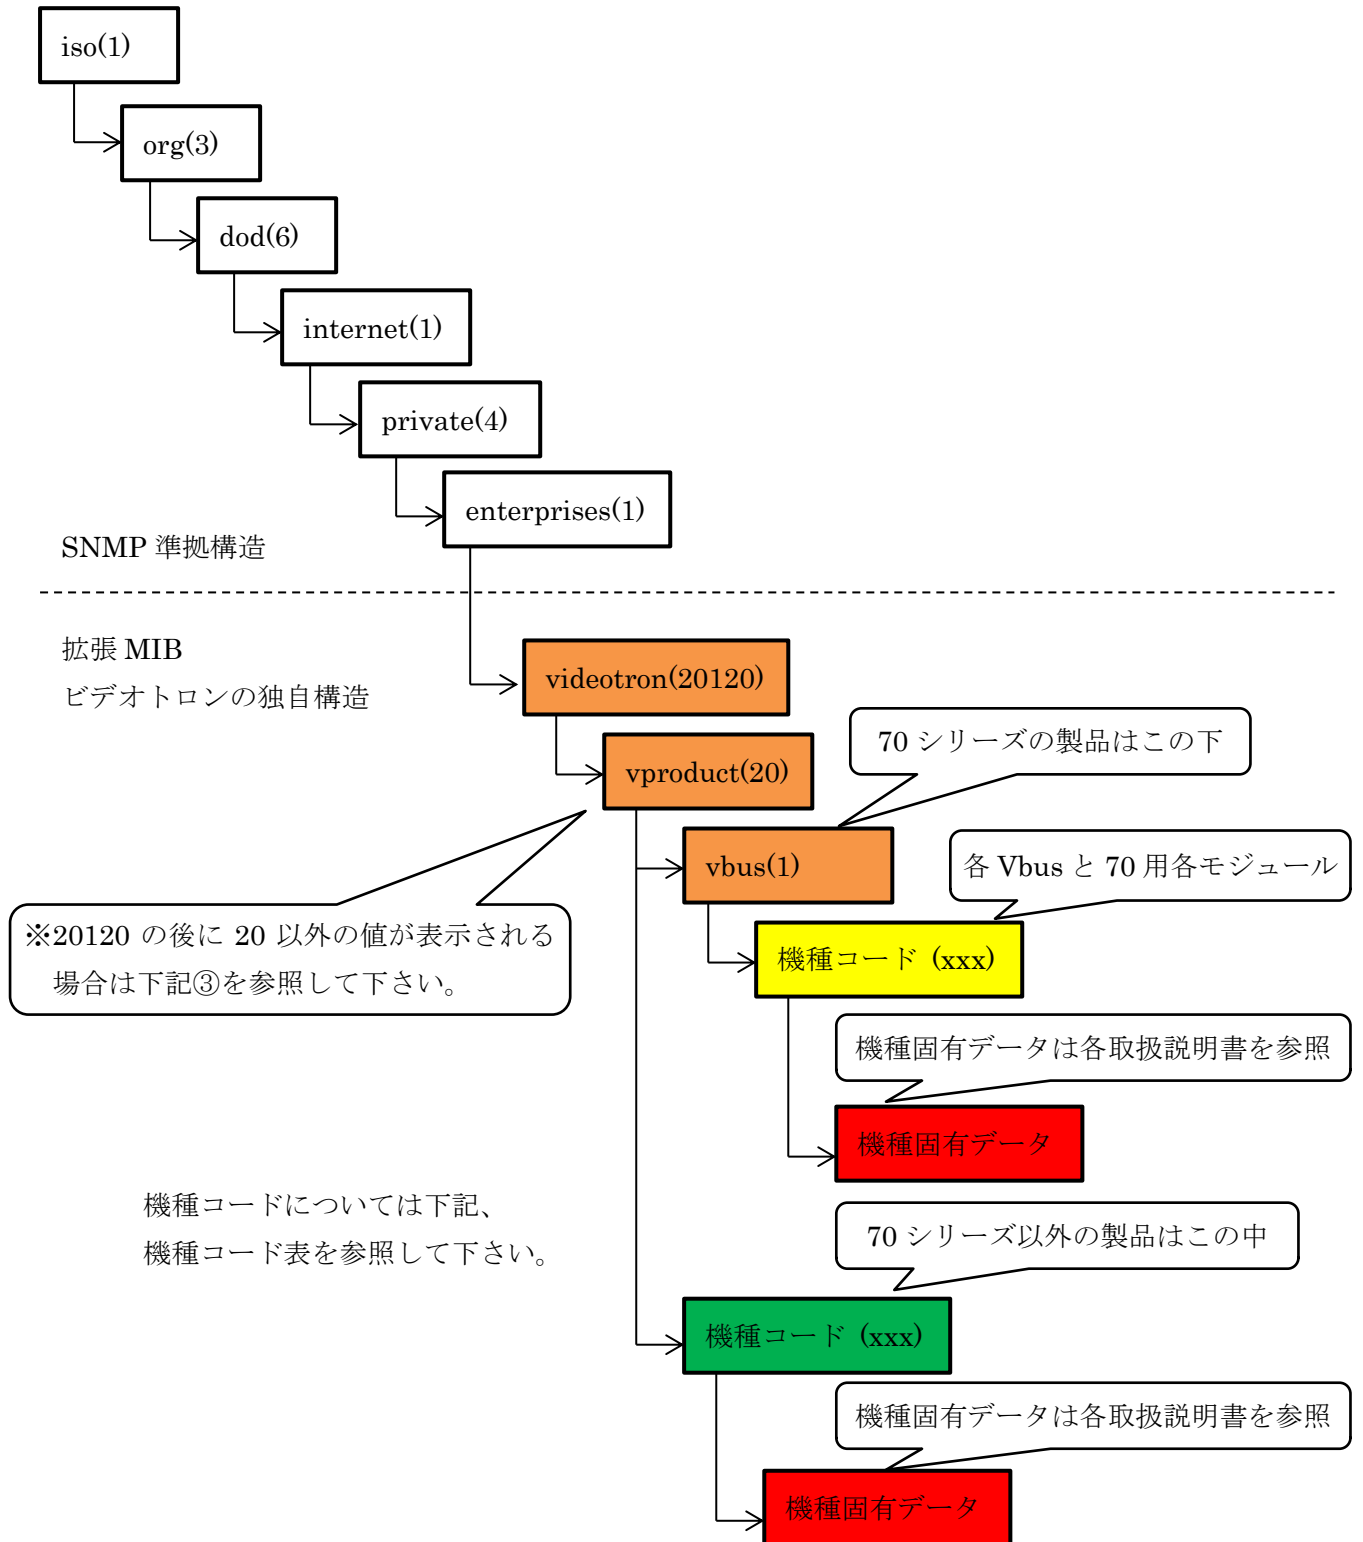 iso(1)
org(3)
dod(6)
internet(1)
private(4)
enterprises(1)
SNMP 準拠構造
拡張 MIB
ビデオトロンの独自構造
videotron(20120)
70 シリーズの製品はこの下
vproduct(20)
vbus(1)
各 Vbus と 70 用各モジュール
※20120 の後に 20 以外の値が表示される
場合は下記③を参照して下さい。
機種コード (xxx)
機種固有データは各取扱説明書を参照
機種固有データ
機種コードについては下記、
機種コード表を参照して下さい。
70 シリーズ以外の製品はこの中
機種コード (xxx)
機種固有データは各取扱説明書を参照
機種固有データ